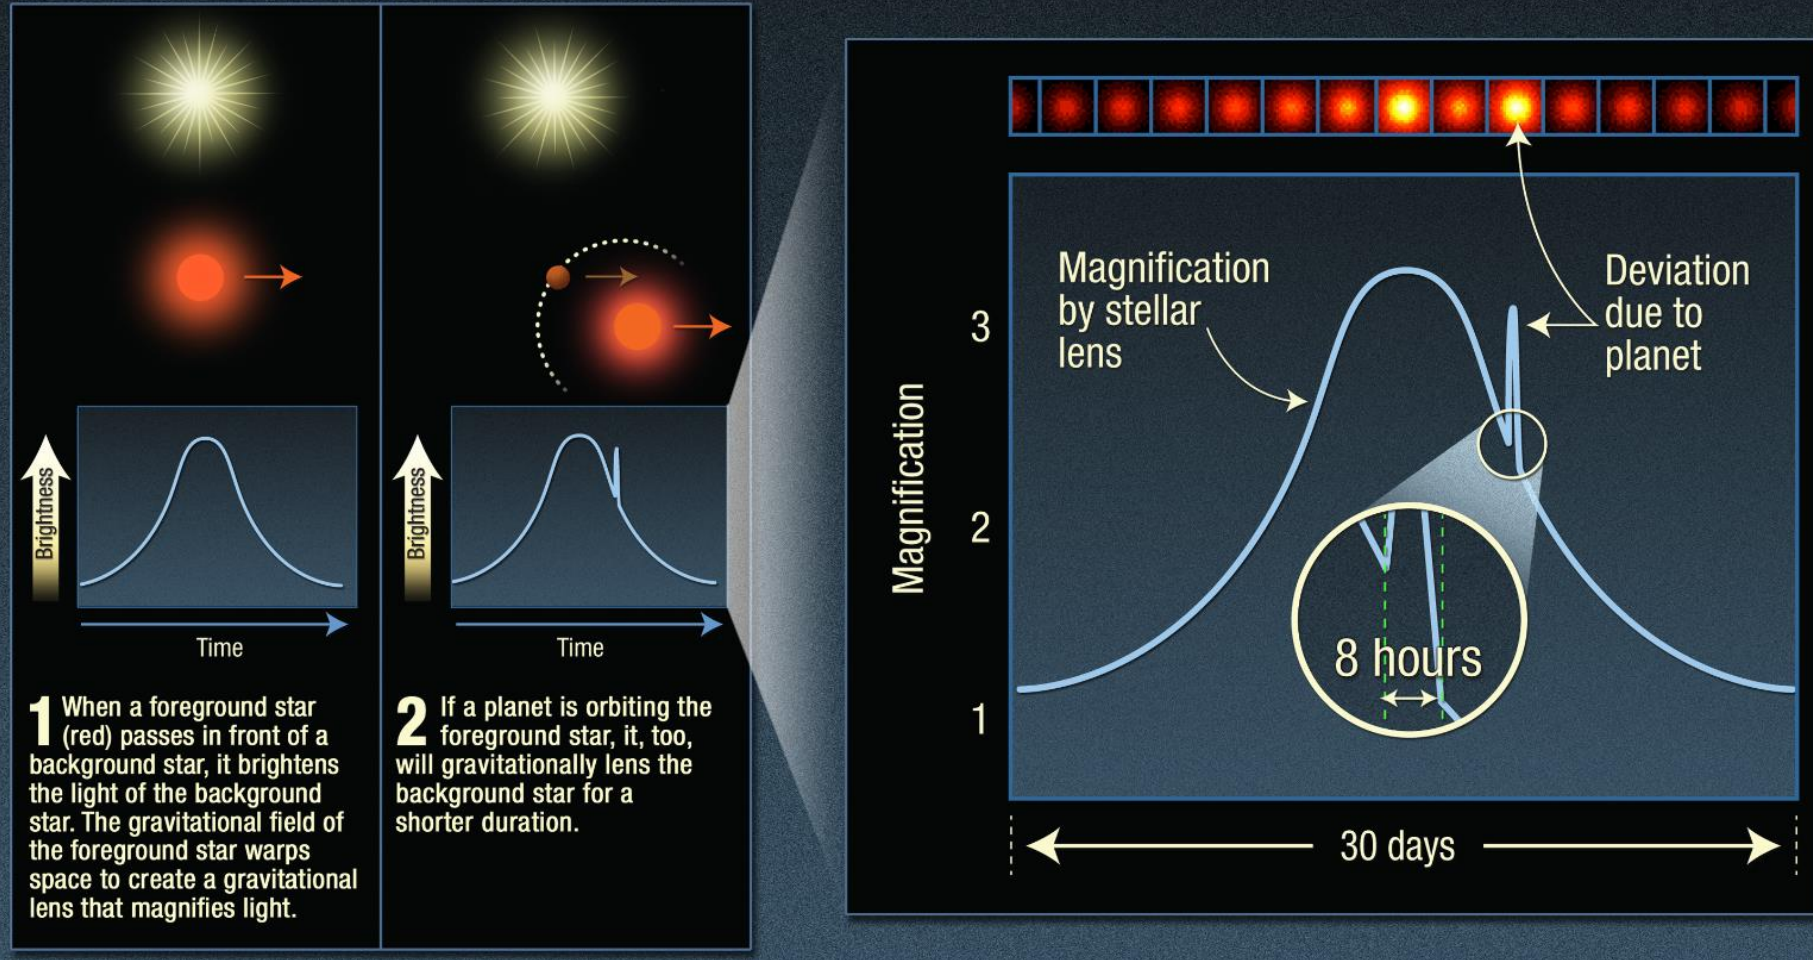 Brightness
Time
1 When a foreground star
(red) passes in front of a
background star, it brightens
the light of the background
star. The gravitational field of
the foreground star warps
space to create a gravitational
lens that magnifies light.
Brightness
Time
2 If a planet is orbiting the
foreground star, it, too,
will gravitationally lens the
background star for a
shorter duration.
Magnification
3
2
1
Magnification
by stellar
lens
Deviation
due to
planet
8 hours
30 days